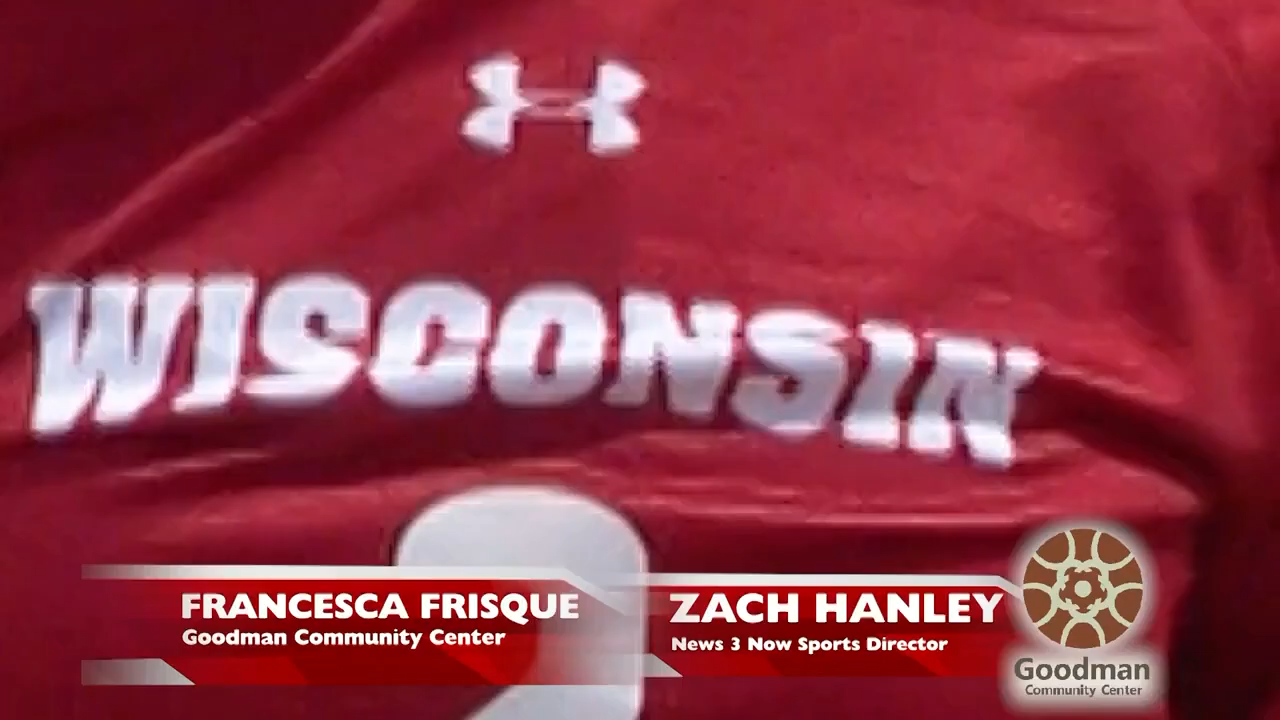 WISCONSIN
FRANCESCA FRISQUE
Goodman Community Center
ZACH HANLEY
News 3 Now Sports Director
Goodman
Community Center